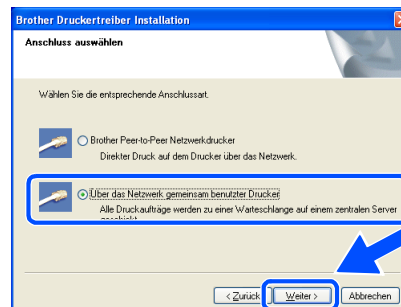 Brother Druckertreiber Installation
Anschluss auswählen
Wählen Sie die entsprechende Anschlussart.
Brother Peer-to-Peer Netzwerkdrucker
Direkter Druck auf dem Drucker über das Netzwerk.
Über das Netzwerk gemeinsam benutzter Drucker
Alle Druckaufträge werden zu einer Warteschlange auf einem zentralen Server
geschickt.
< Zurück
Weiter >
Abbrechen